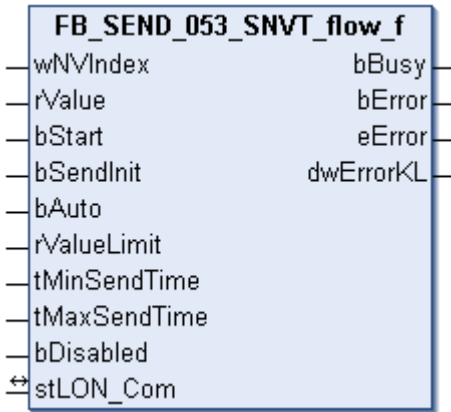 FB_SEND_053_SNVT_flow_f
wNVIndex bBusy
rValue bError
bStart eError
bSendInit dwErrorKL
bAuto
rValueLimit
tMinSendTime
tMaxSendTime
bDisabled
stLON_Com